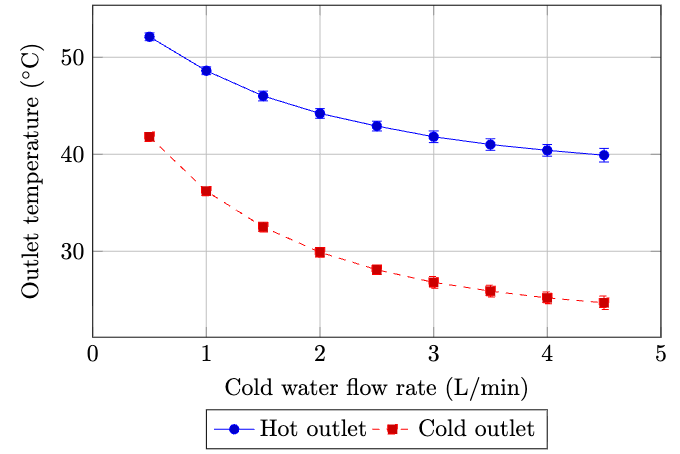 Outlet temperature (°C)
50
40
30
0 1 2 3 4 5
Cold water flow rate (L/min)
Hot outlet Cold outlet